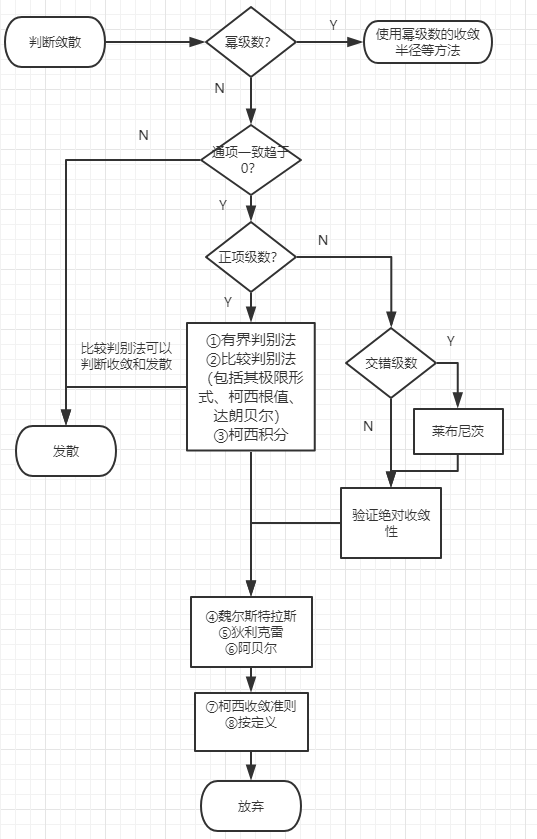 判断敛散
幂级数?
Y
使用幂级数的收敛
半径等方法
N
N
通项一致趋于
0?
Y
正项级数?
N
Y
①有界判别法
②比较判别法
（包括其极限形
式、柯西根值、
达朗贝尔）
③柯西积分
比较判别法可以
判断收敛和发散
交错级数
Y
N
莱布尼茨
发散
验证绝对收敛
性
④魏尔斯特拉斯
⑤狄利克雷
⑥阿贝尔
⑦柯西收敛准则
⑧按定义
放弃